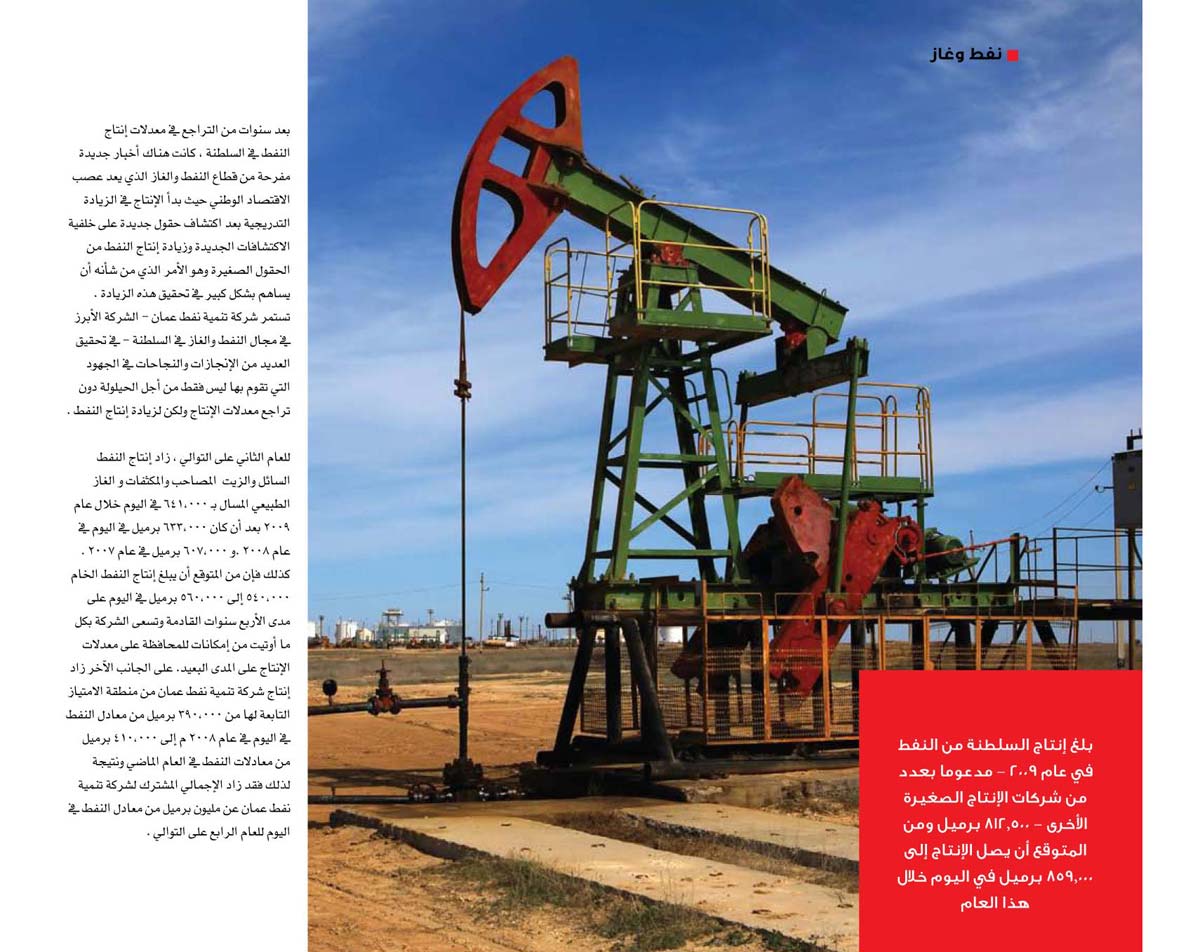 نفط وغاز
بعد سنوات من التراجع في معدلات إنتاج
النفط في السلطنة ، كانت هناك أخبار جديدة
مفرحة من قطاع النفط والغاز الذي يعد عصب
الاقتصاد الوطني حيث بدأ الإنتاج في الزيادة
التدريجية بعد اكتشاف حقول جديدة على خلفية
الاكتشافات الجديدة وزيادة إنتاج النفط من
الحقول الصغيرة وهو الأمر الذي من شأنه أن
يساهم بشكل كبير في تحقيق هذه الزيادة .
تستمر شركة تنمية نفط عمان – الشركة الأبرز
في مجال النفط والغاز في السلطنة – في تحقيق
العديد من الإنجازات والنجاحات في الجهود
التي تقوم بها ليس فقط من أجل الحيلولة دون
تراجع معدلات الإنتاج ولكن لزيادة إنتاج النفط .
للعام الثاني على التوالي ، زاد إنتاج النفط
السائل والزيت المصاحب والمكثفات و الغاز
الطبيعي المسال بـ ٦٤١،٠٠٠ في اليوم خلال عام
٢٠٠٩ بعد أن كان ٦٣٣،٠٠٠ برميل في اليوم في
عام ٢٠٠٨ .و ٦٠٧،٠٠٠ برميل في عام ٢٠٠٧ .
كذلك فإن من المتوقع أن يبلغ إنتاج النفط الخام
٥٤٠،٠٠٠ إلى ٥٦٠،٠٠٠ برميل في اليوم على
مدى الأربع سنوات القادمة وتسعى الشركة بكل
ما أوتيت من إمكانات للمحافظة على معدلات
الإنتاج على المدى البعيد. على الجانب الآخر زاد
إنتاج شركة تنمية نفط عمان من منطقة الامتياز
التابعة لها من ٣٩٠،٠٠٠ برميل من معادل النفط
في اليوم في عام ٢٠٠٨ م إلى ٤١٠،٠٠٠ برميل
من معادلات النفط في العام الماضي ونتيجة
لذلك فقد زاد الإجمالي المشترك لشركة تنمية
نفط عمان عن مليون برميل من معادل النفط في
اليوم للعام الرابع على التوالي .
بلغ إنتاج السلطنة من النفط
في عام ٢٠٠٩ – مدعوما بعدد
من شركات الإنتاج الصغيرة
الأخرى – ٨١٢,٥٠٠ برميل ومن
المتوقع أن يصل الإنتاج إلى
٨٥٩,٠٠٠ برميل في اليوم خلال
هذا العام